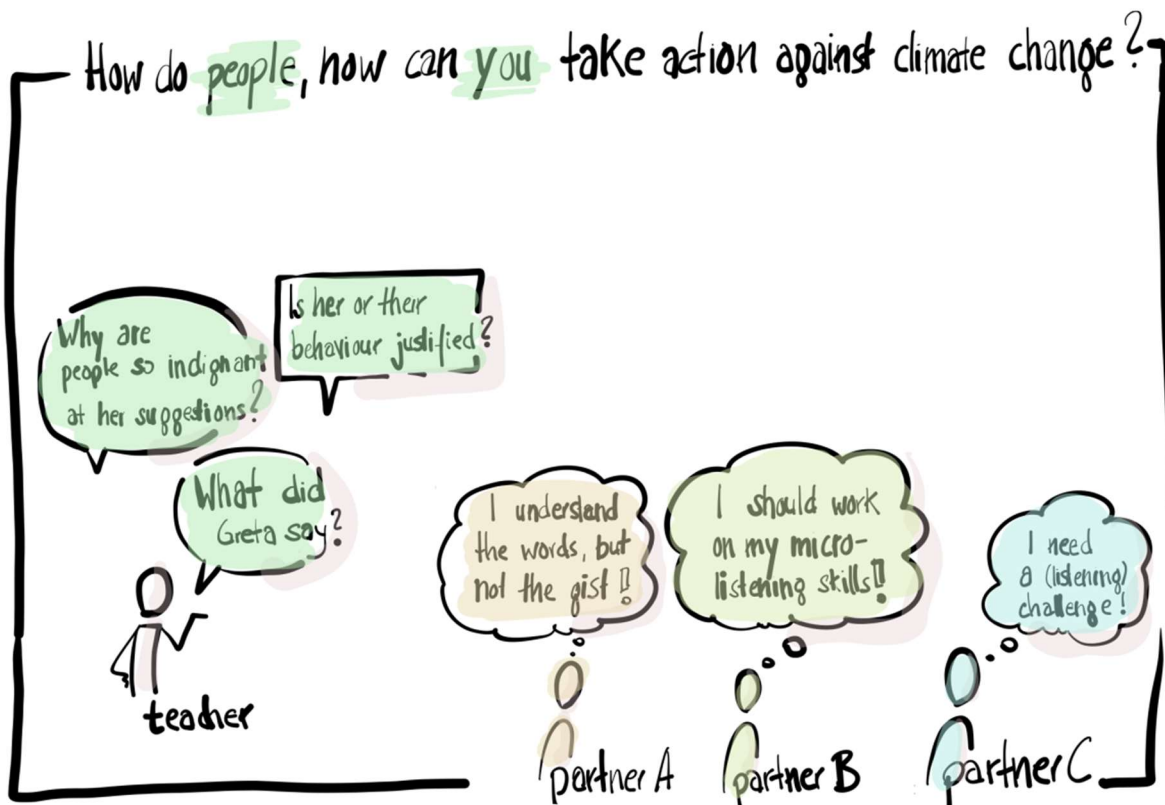 How do people, how can you take action against climate change?
Why are
people so indignant
at her suggestions?
Is her or their
behaviour justified?
What did
Greta say?
teacher
I understand
the words, but
not the gist!!
partner A
I should work
on my micro-
listening skills!!
partner B
I need
a (listening)
challenge!
partner C